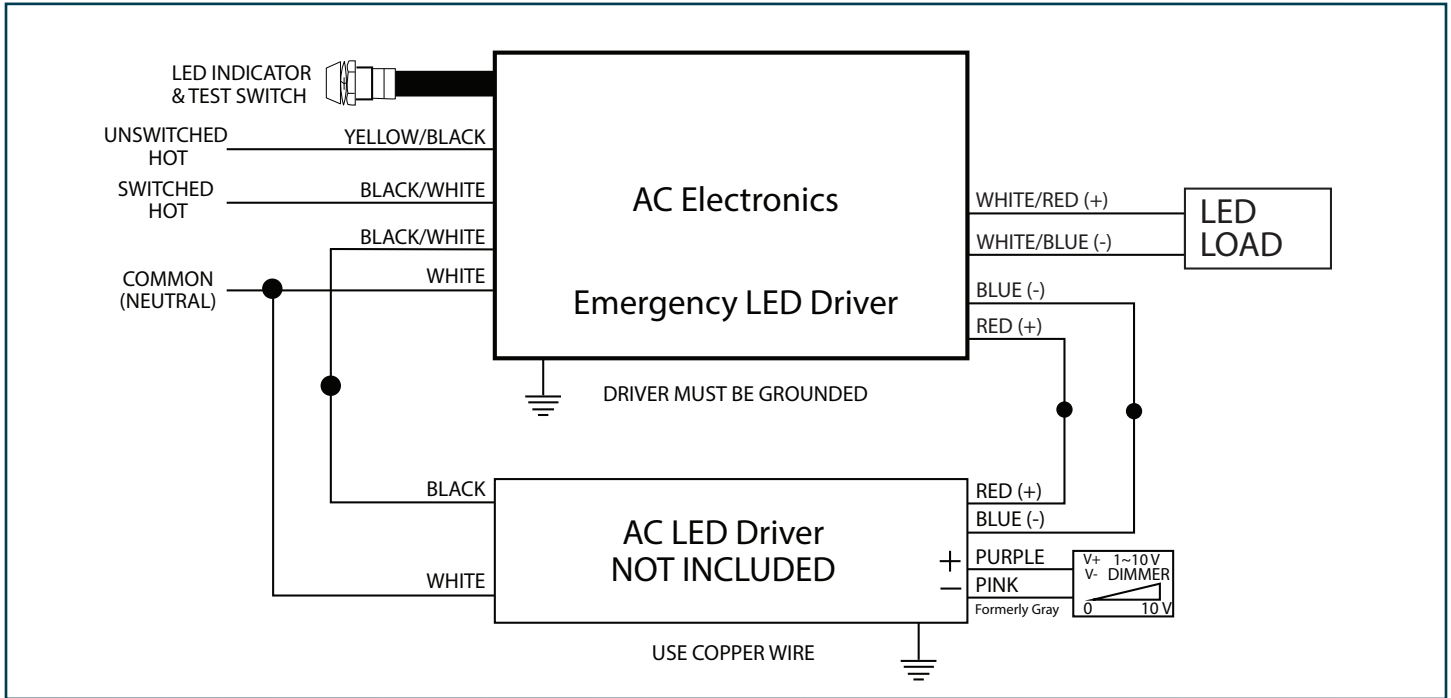 LED INDICATOR
& TEST SWITCH
UNSWITCHED
HOT
YELLOW/BLACK
SWITCHED
HOT
BLACK/WHITE
BLACK/WHITE
COMMON
(NEUTRAL)
WHITE
AC Electronics
Emergency LED Driver
WHITE/RED (+)
WHITE/BLUE (-)
LED
LOAD
BLUE (-)
RED (+)
DRIVER MUST BE GROUNDED
BLACK
WHITE
AC LED Driver
NOT INCLUDED
RED (+)
BLUE (-)
+ PURPLE
— PINK
Formerly Gray
V+ 1~10 V
V- DIMMER
0 10 V
USE COPPER WIRE